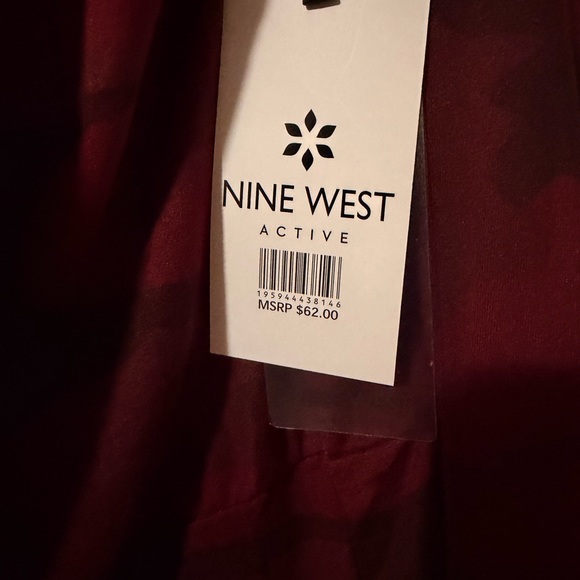 NINE WEST
ACTIVE
195944438146
MSRP $62.00